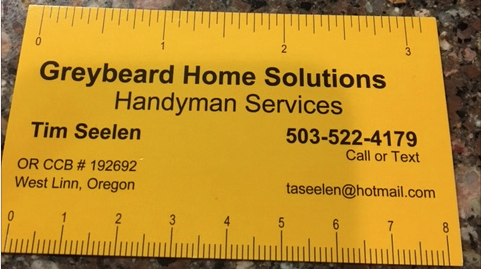 0 1 2 3
Greybeard Home Solutions
Handyman Services
Tim Seelen
503-522-4179
Call or Text
OR CCB # 192692
West Linn, Oregon
taseelen@hotmail.com
0 1 2 3 4 5 6 7 8